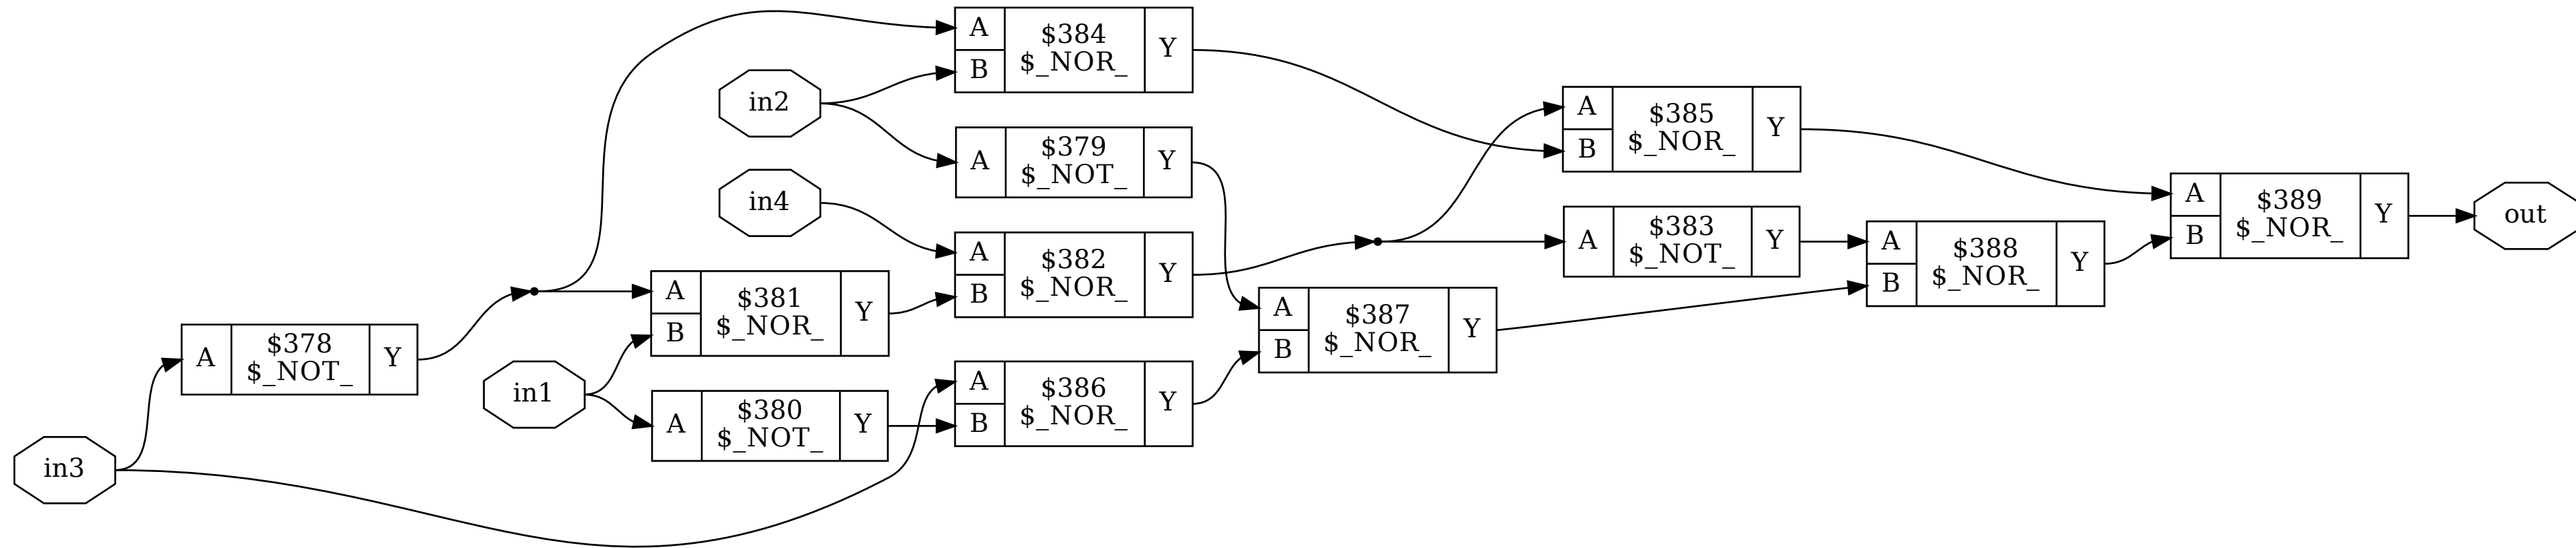 in3
A
$378
$_NOT_
Y
in1
A
B
$381
$_NOR_
Y
A
$380
$_NOT_
Y
in2
in4
A
B
$384
$_NOR_
Y
A
$379
$_NOT_
Y
A
B
$382
$_NOR_
Y
A
B
$386
$_NOR_
Y
A
B
$387
$_NOR_
Y
A
B
$385
$_NOR_
Y
A
$383
$_NOT_
Y
A
B
$388
$_NOR_
Y
A
B
$389
$_NOR_
Y
out